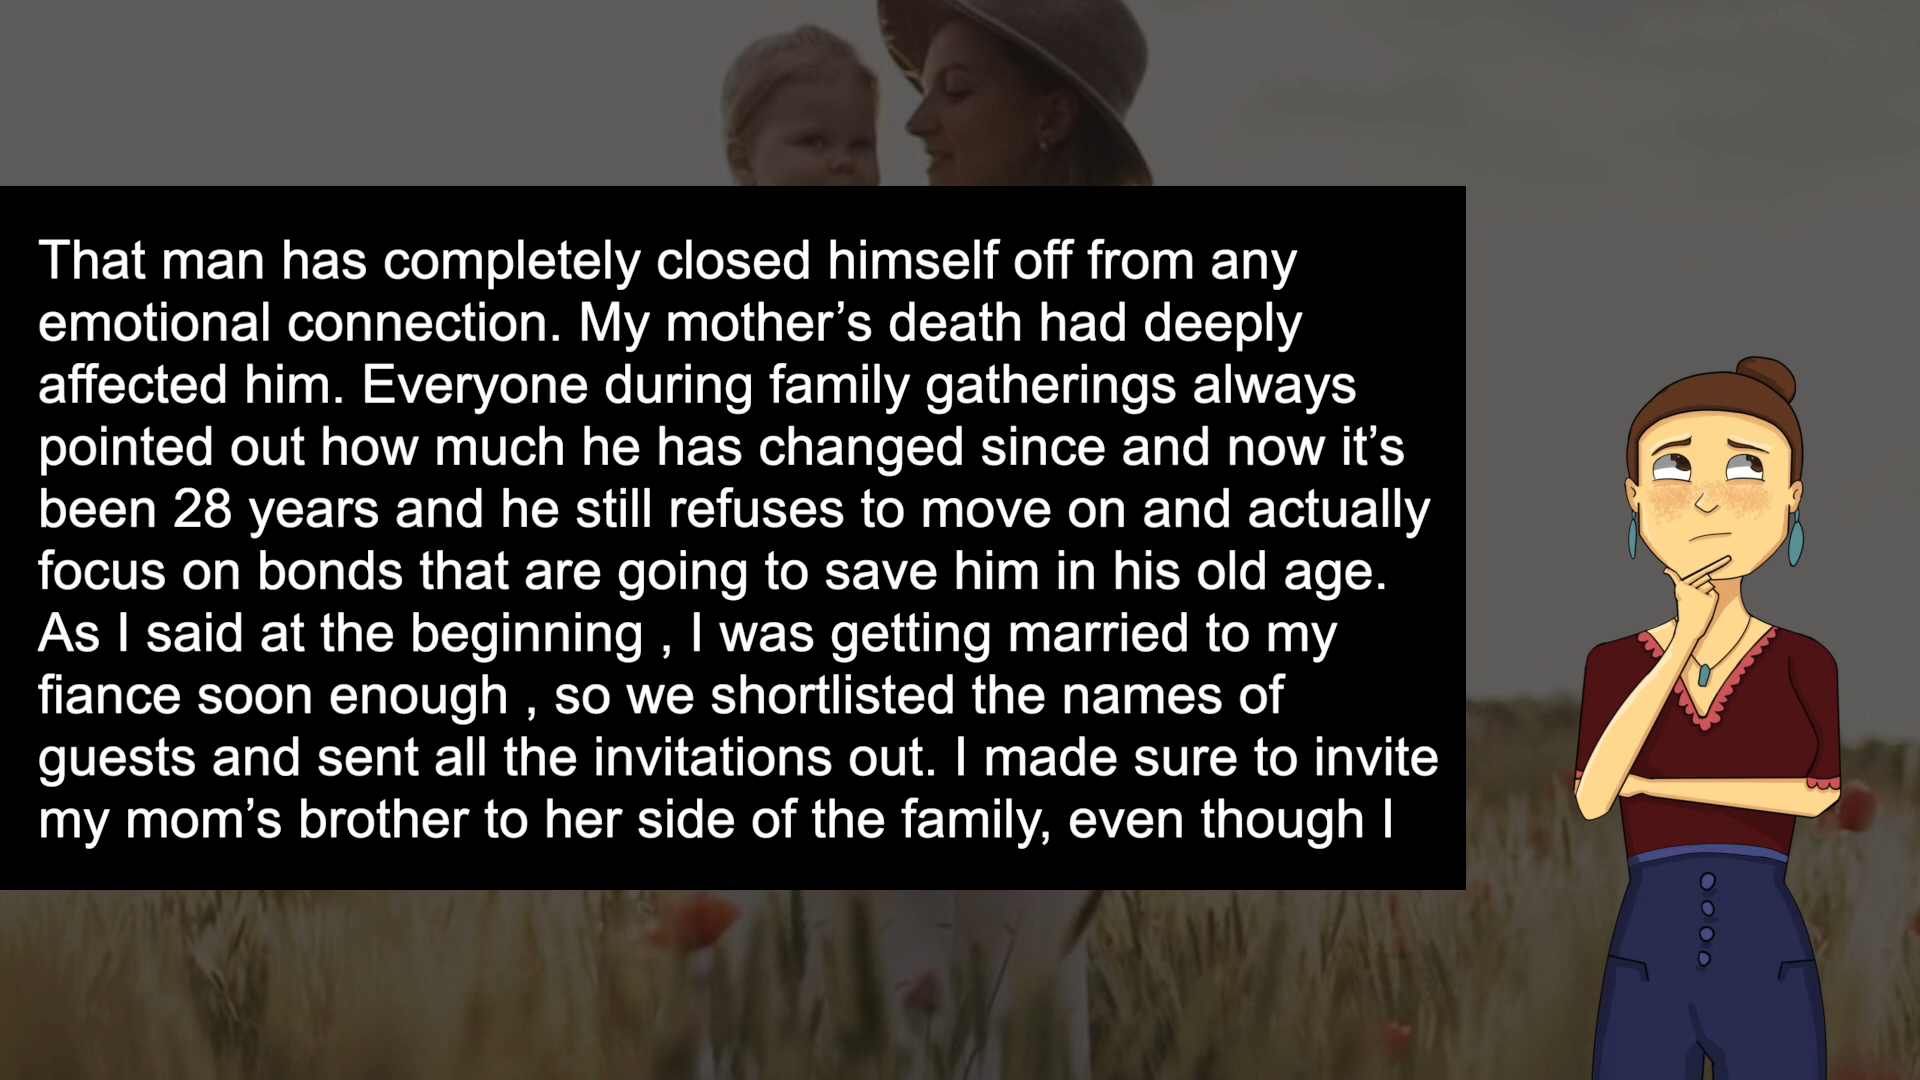 That man has completely closed himself off from any
emotional connection. My mother’s death had deeply
affected him. Everyone during family gatherings always
pointed out how much he has changed since and now it’s
been 28 years and he still refuses to move on and actually
focus on bonds that are going to save him in his old age.
As I said at the beginning , I was getting married to my
fiance soon enough , so we shortlisted the names of
guests and sent all the invitations out. I made sure to invite
my mom’s brother to her side of the family, even though I